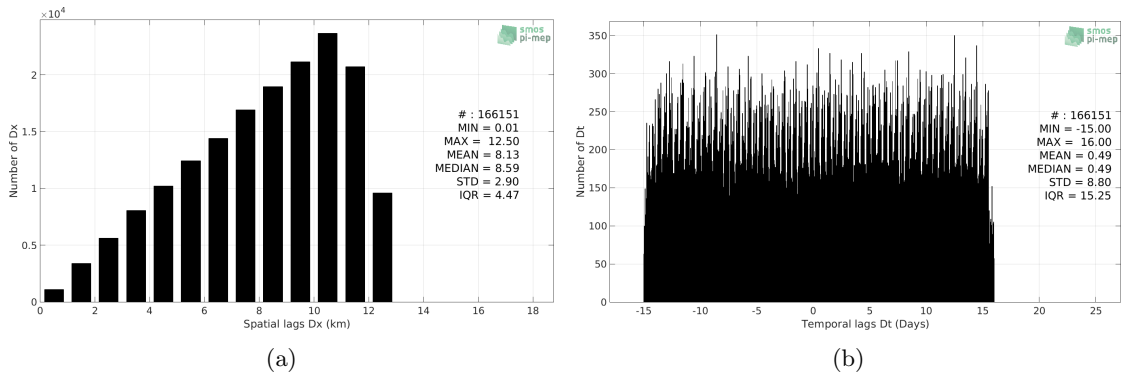 ×10⁴
2
1.5
1
0.5
0
Number of Dx
0 2 4 6 8 10 12 14 16 18
Spatial lags Dx (km)
smos
pi-mep
# : 166151
MIN = 0.01
MAX = 12.50
MEAN = 8.13
MEDIAN = 8.59
STD = 2.90
IQR = 4.47
(a)
350
300
250
200
150
100
50
0
Number of Dt
-15 -10 -5 0 5 10 15 20 25
Temporal lags Dt (Days)
smos
pi-mep
# : 166151
MIN = -15.00
MAX = 16.00
MEAN = 0.49
MEDIAN = 0.49
STD = 8.80
IQR = 15.25
(b)